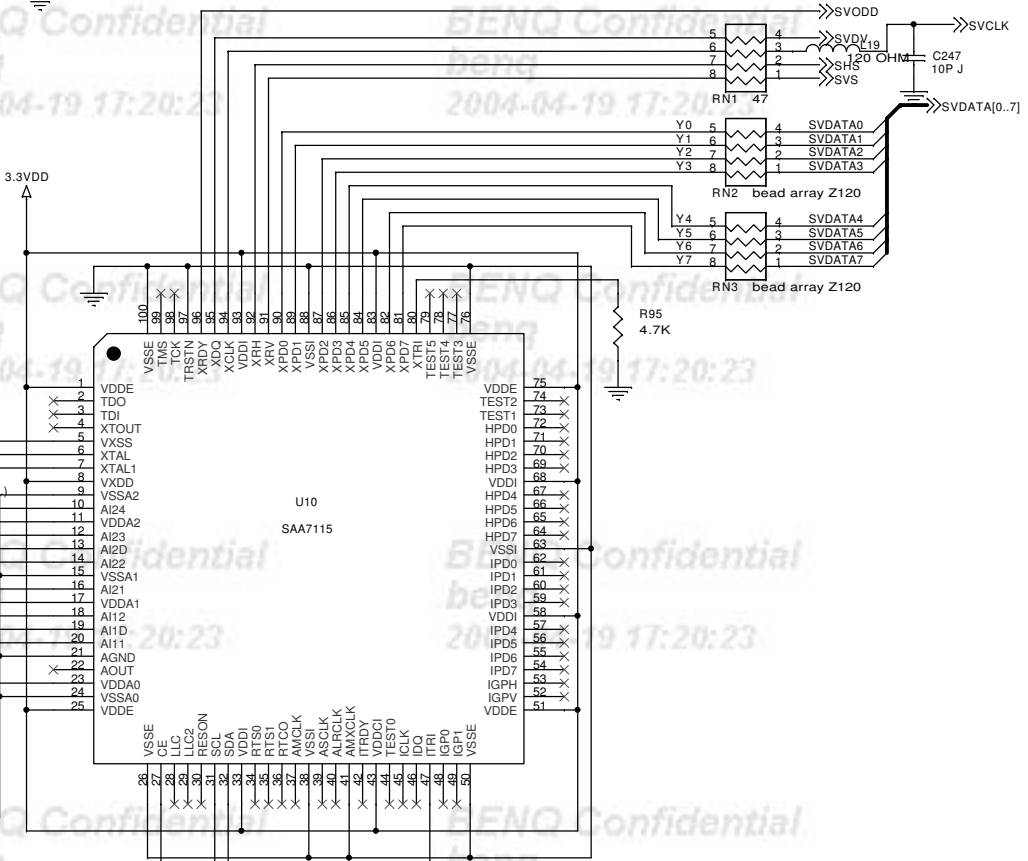 BENQ Confidential
benq
2004-04-19 17:20:23
SVODD
SVCLK
5 4 SVDV
6 3 L19
120 OHM
7 2 SHS
8 1 SVS
RN1 47
C247
10P J
SVDATA[0..7]
Y0 5 4 SVDATA0
Y1 6 3 SVDATA1
Y2 7 2 SVDATA2
Y3 8 1 SVDATA3
RN2 bead array Z120
Y4 5 4 SVDATA4
Y5 6 3 SVDATA5
Y6 7 2 SVDATA6
Y7 8 1 SVDATA7
RN3 bead array Z120
3.3VDD
R95
4.7K
100 VSSE
99 TMS
98 TCK
97 TRSTN
96 XRDY
95 XDQ
94 XCLK
93 VDDI
92 XRH
91 XRV
90 XPD0
89 XPD1
88 VSSI
87 XPD2
86 XPD3
85 XPD4
84 XPD5
83 VDDI
82 XPD6
81 XPD7
80 XTRI
79 TEST5
78 TEST4
77 TEST3
76 VSSE
1 VDDE
2 TDO
3 TDI
4 XTOUT
5 VXSS
6 XTAL
7 XTAL1
8 VXDD
9 VSSA2
10 AI24
11 VDDA2
12 AI23
13 AI2D
14 AI22
15 VSSA1
16 AI21
17 VDDA1
18 AI12
19 AI1D
20 AI11
21 AGND
22 AOUT
23 VDDA0
24 VSSA0
25 VDDE
U10
SAA7115
VDDE 75
TEST2 74
TEST1 73
HPD0 72
HPD1 71
HPD2 70
HPD3 69
VDDI 68
HPD4 67
HPD5 66
HPD6 65
HPD7 64
VSSI 63
IPD0 62
IPD1 61
IPD2 60
IPD3 59
VDDI 58
IPD4 57
IPD5 56
IPD6 55
IPD7 54
IGPH 53
IGPV 52
VDDE 51
VSSE 26
CE 27
LLC 28
LLC2 29
RESON 30
SCL 31
SDA 32
VDDI 33
RTS0 34
RTS1 35
RTCO 36
AMCLK 37
VSSI 38
ASCLK 39
ALRCLK 40
AMXCLK 41
ITRDY 42
VDDCI 43
TEST0 44
ICLK 45
IDQ 46
ITRI 47
IGP0 48
IGP1 49
VSSE 50